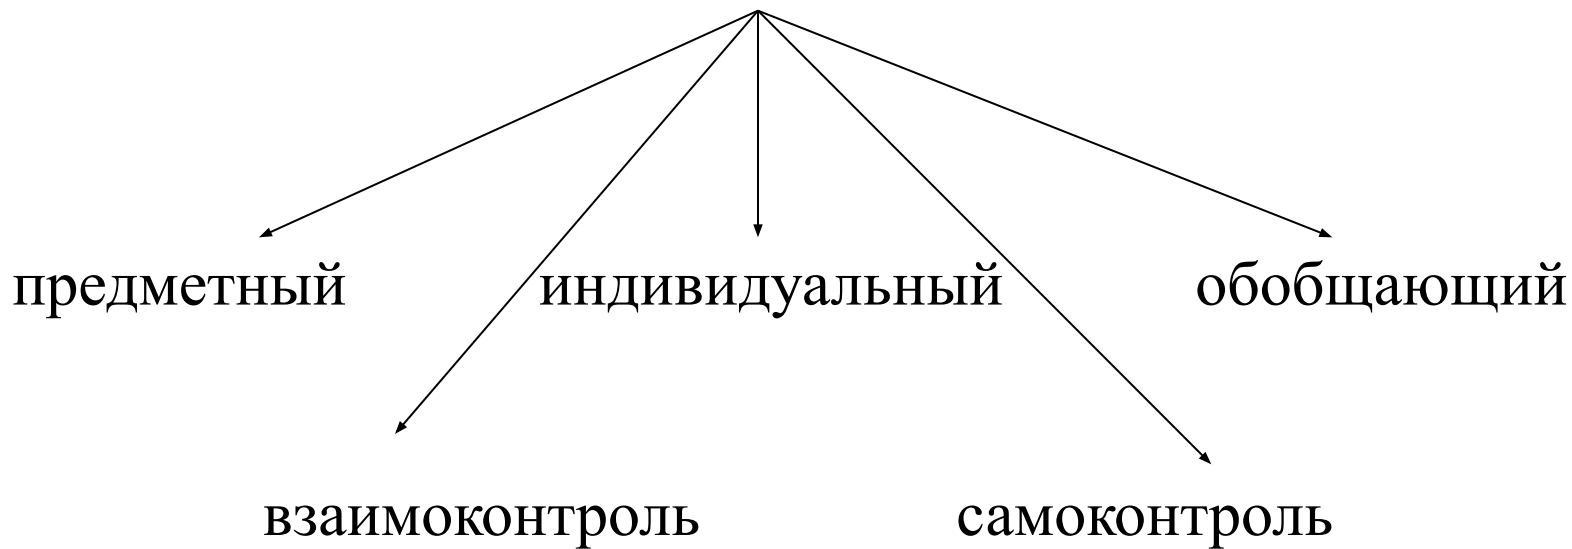 предметный индивидуальный обобщающий
взаимоконтроль самоконтроль